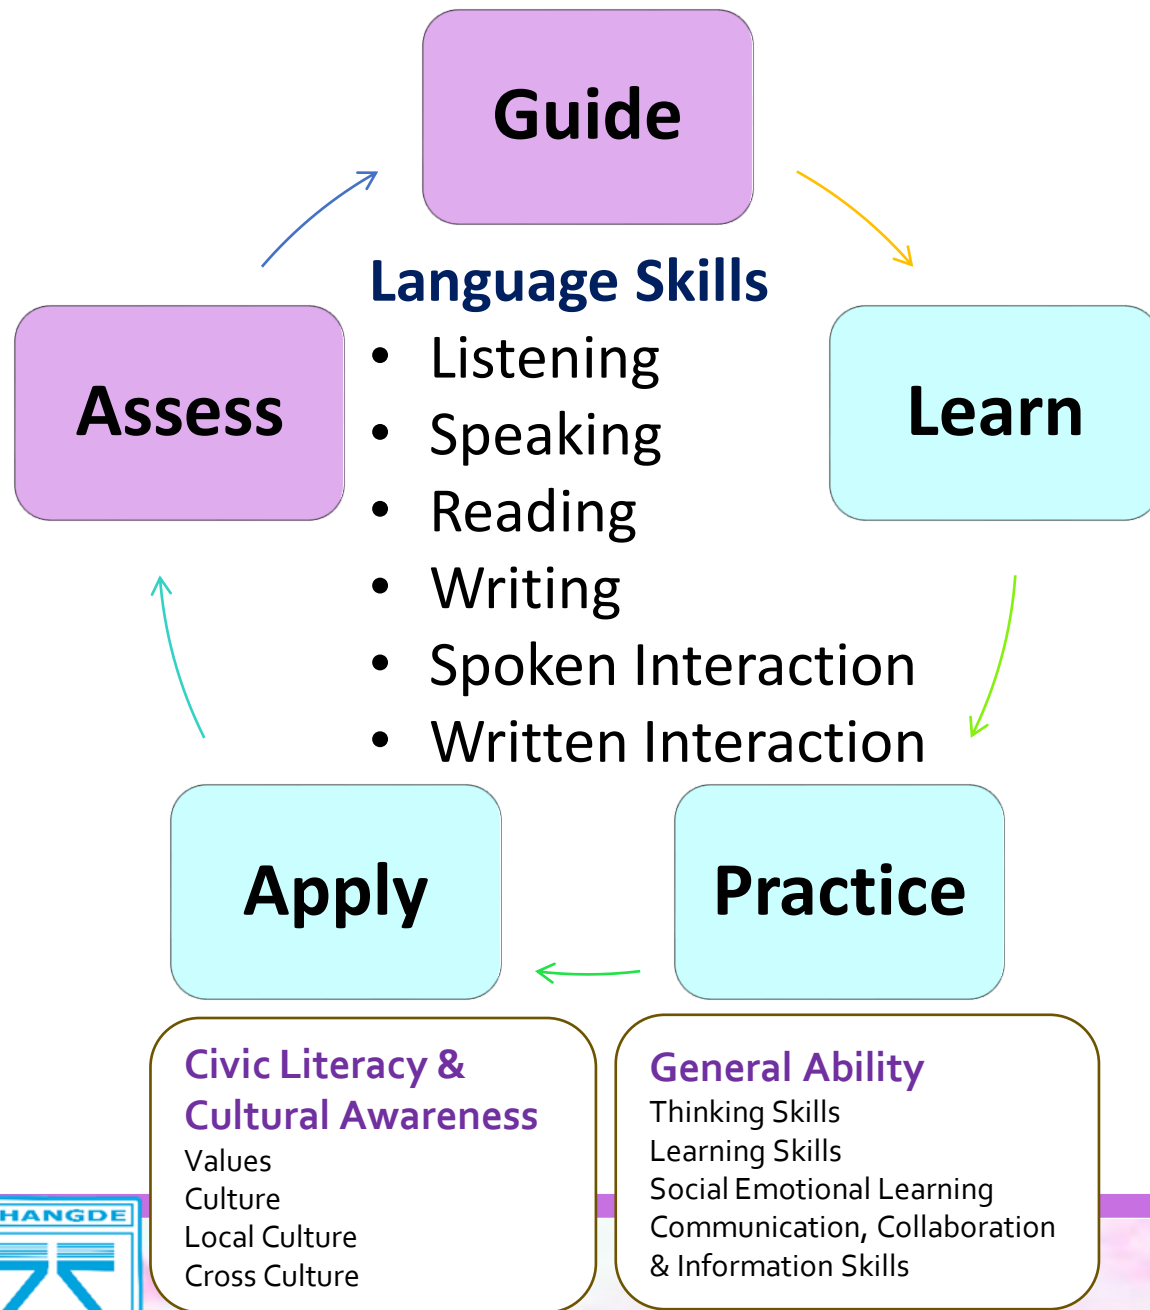 Guide
Language Skills
• Listening
• Speaking
• Reading
• Writing
• Spoken Interaction
• Written Interaction
Assess
Learn
Apply
Practice
Civic Literacy &
Cultural Awareness
Values
Culture
Local Culture
Cross Culture
General Ability
Thinking Skills
Learning Skills
Social Emotional Learning
Communication, Collaboration
& Information Skills
HANGDE